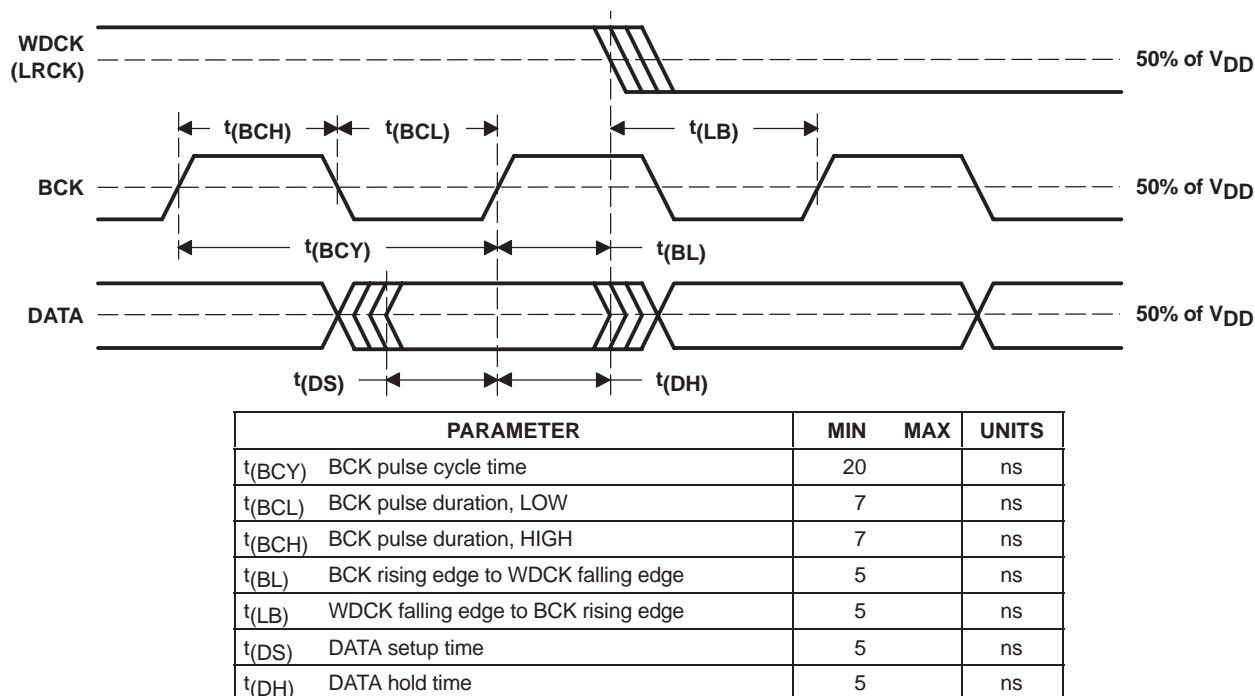 WDCK
(LRCK)
50% of VDD
t(BCH)
t(BCL)
t(LB)
BCK
50% of VDD
t(BCY)
t(BL)
DATA
50% of VDD
t(DS)
t(DH)
PARAMETER MIN MAX UNITS
t(BCY) BCK pulse cycle time 20 ns
t(BCL) BCK pulse duration, LOW 7 ns
t(BCH) BCK pulse duration, HIGH 7 ns
t(BL) BCK rising edge to WDCK falling edge 5 ns
t(LB) WDCK falling edge to BCK rising edge 5 ns
t(DS) DATA setup time 5 ns
t(DH) DATA hold time 5 ns